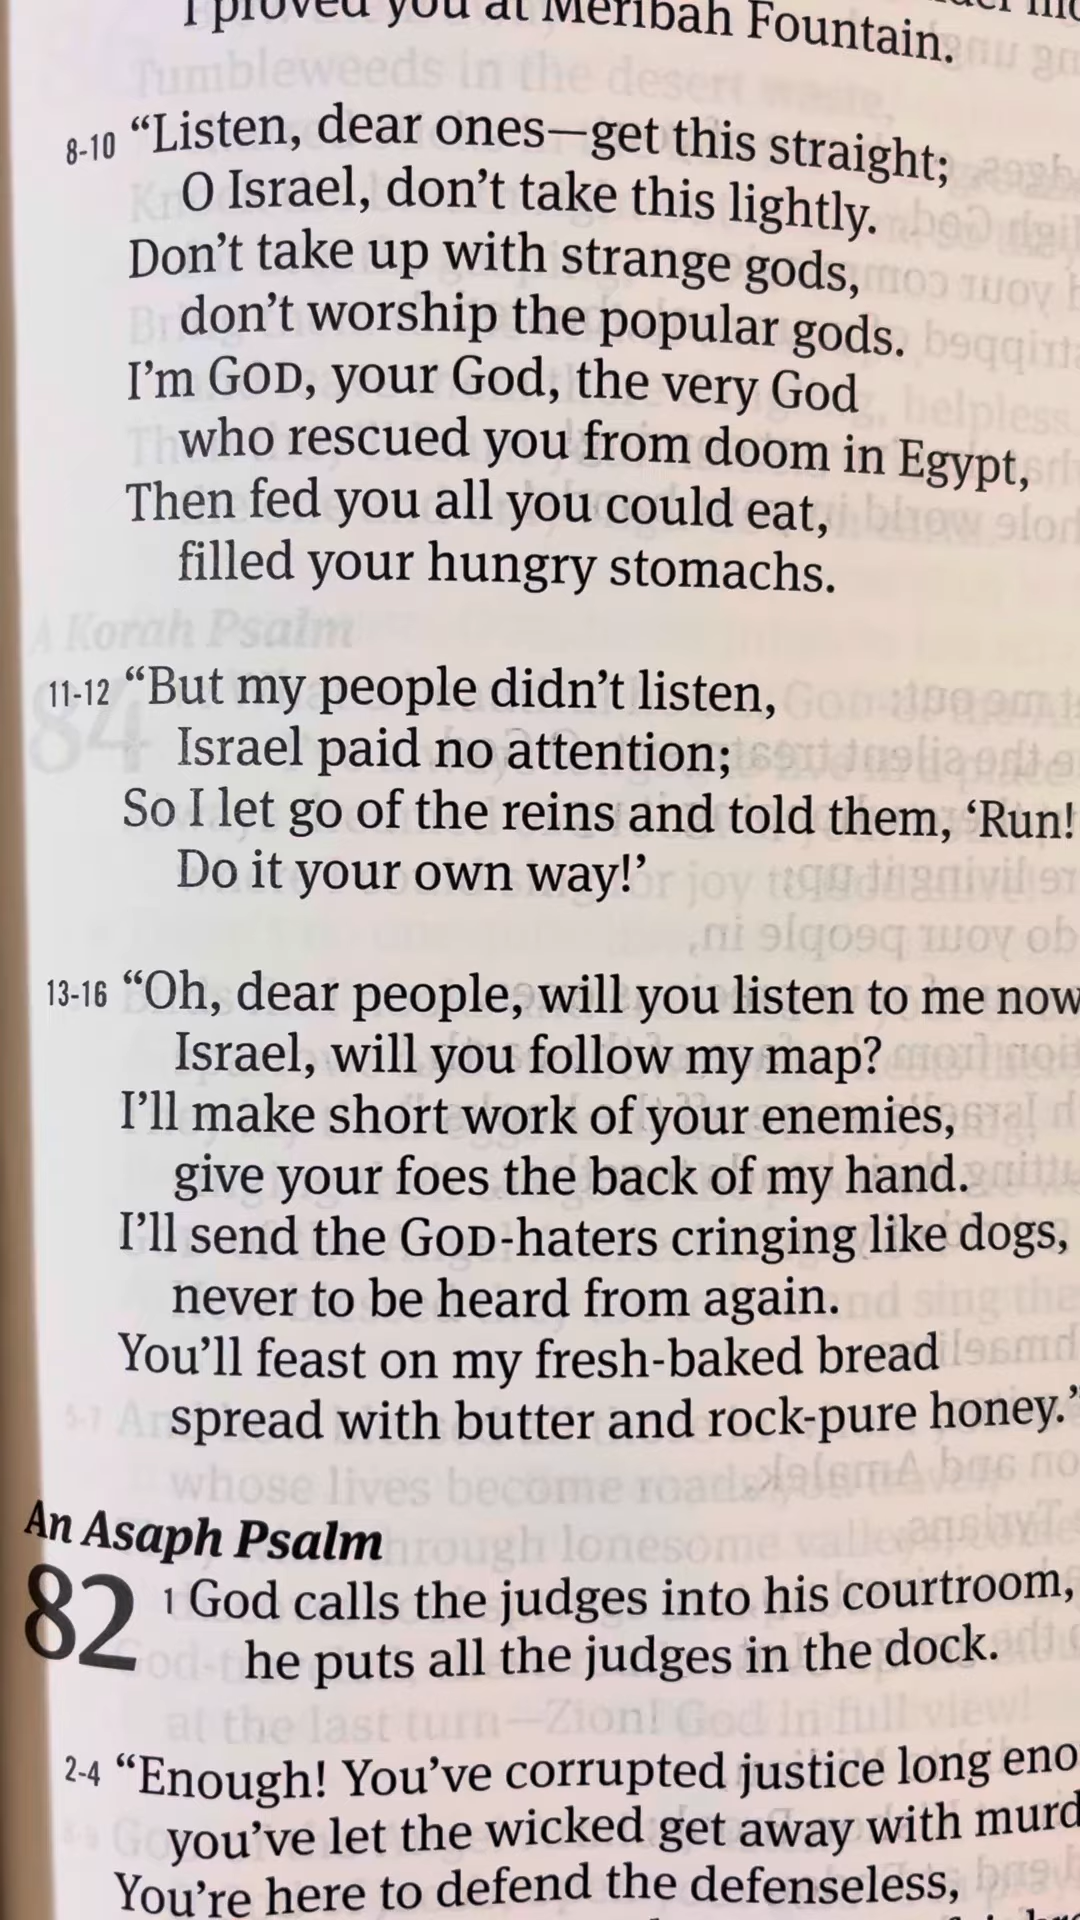 I proved you at Meribah Fountain.
8-10 “Listen, dear ones—get this straight;
O Israel, don’t take this lightly.
Don’t take up with strange gods,
don’t worship the popular gods.
I’m GOD, your God, the very God
who rescued you from doom in Egypt,
Then fed you all you could eat,
filled your hungry stomachs.
11-12 “But my people didn’t listen,
Israel paid no attention;
So I let go of the reins and told them, ‘Run!
Do it your own way!’
13-16 “Oh, dear people, will you listen to me now
Israel, will you follow my map?
I’ll make short work of your enemies,
give your foes the back of my hand.
I’ll send the GOD-haters cringing like dogs,
never to be heard from again.
You’ll feast on my fresh-baked bread
spread with butter and rock-pure honey.”
An Asaph Psalm
82 1 God calls the judges into his courtroom,
he puts all the judges in the dock.
2-4 “Enough! You’ve corrupted justice long eno
you’ve let the wicked get away with murd
You’re here to defend the defenseless,